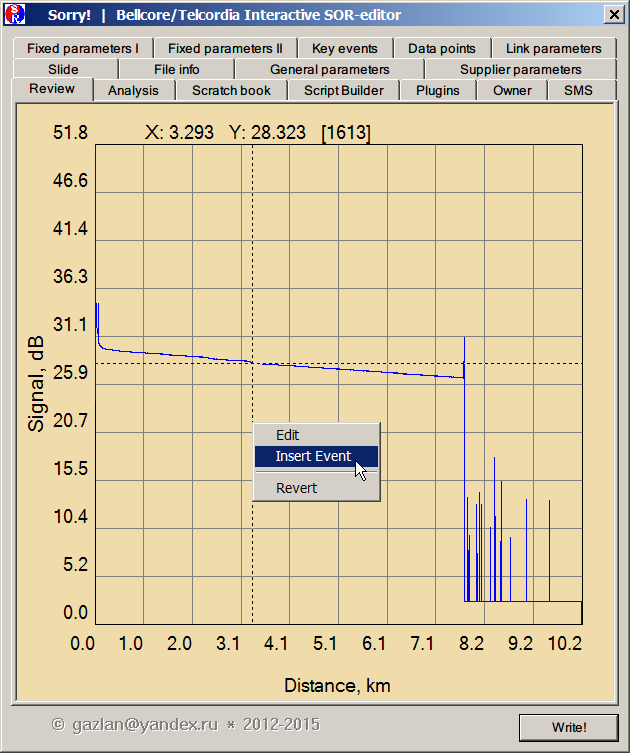 Sorry! | Bellcore/Telcordia Interactive SOR-editor
Fixed parameters I Fixed parameters II Key events Data points Link parameters
Slide File info General parameters Supplier parameters
Review Analysis Scratch book Script Builder Plugins Owner SMS
X: 3.293 Y: 28.323 [1613]
51.8
46.6
41.4
36.3
31.1
25.9
20.7
15.5
10.4
5.2
0.0
Signal, dB
Edit
Insert Event
Revert
0.0 1.0 2.0 3.1 4.1 5.1 6.1 7.1 8.2 9.2 10.2
Distance, km
© gazlan@yandex.ru * 2012-2015
Write!